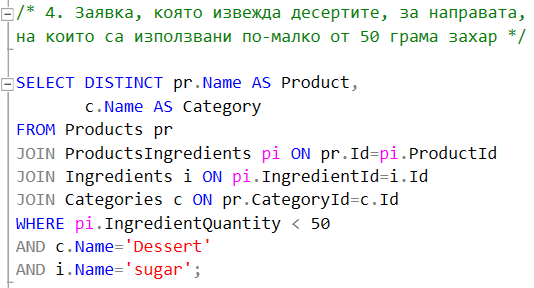 /* 4. Заявка, която извежда десертите, за направата,
на които са използвани по-малко от 50 грама захар */
SELECT DISTINCT pr.Name AS Product,
c.Name AS Category
FROM Products pr
JOIN ProductsIngredients pi ON pr.Id=pi.ProductId
JOIN Ingredients i ON pi.IngredientId=i.Id
JOIN Categories c ON pr.CategoryId=c.Id
WHERE pi.IngredientQuantity < 50
AND c.Name='Dessert'
AND i.Name='sugar';